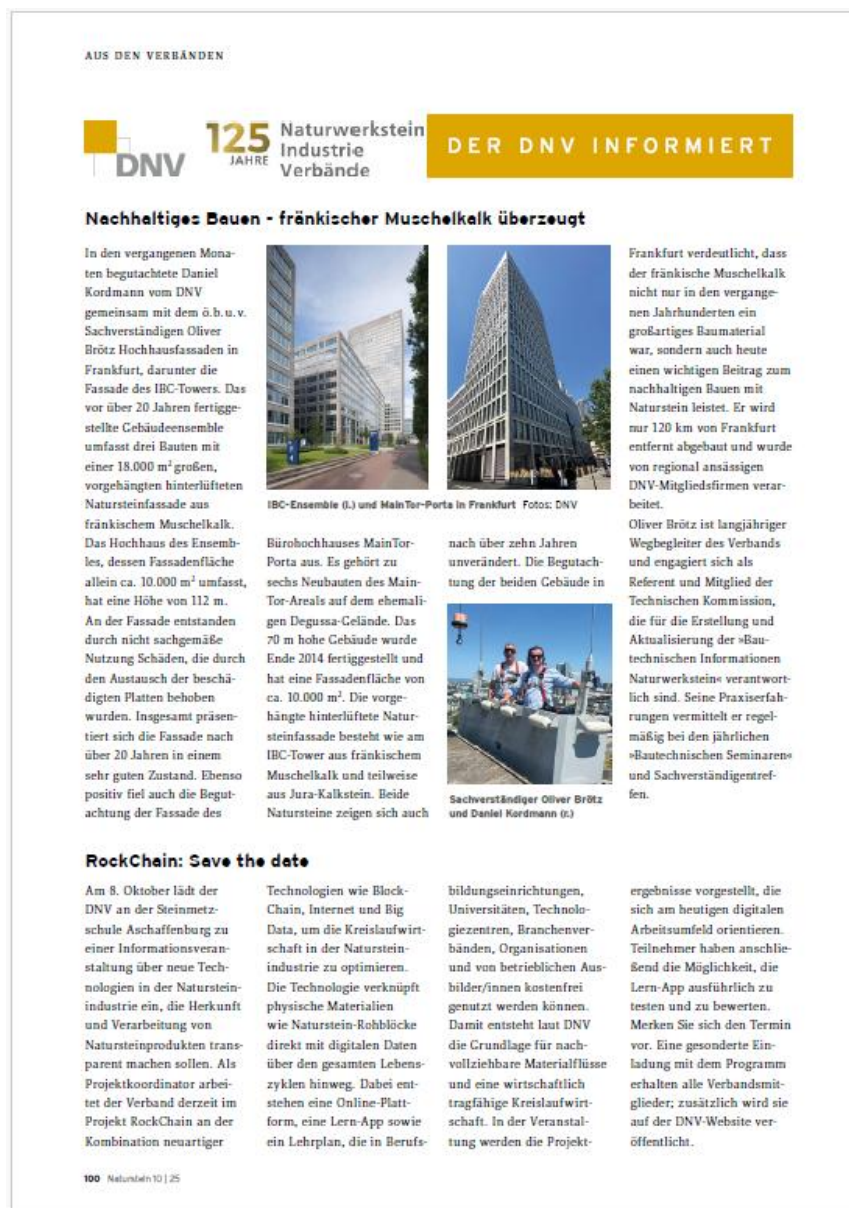 AUS DEN VERBÄNDEN
DNV
125
JAHRE
Naturwerkstein
Industrie
Verbände
DER DNV INFORMIERT
Nachhaltiges Bauen - fränkischer Muschelkalk überzeugt
In den vergangenen Mona-
ten begutachtete Daniel
Kordmann vom DNV
gemeinsam mit dem ö.b.u.v.
Sachverständigen Oliver
Brötz Hochhausfassaden in
Frankfurt, darunter die
Fassade des IBC-Towers. Das
vor über 20 Jahren fertigge-
stellte Gebäudeensemble
umfasst drei Bauten mit
einer 18.000 m² großen,
vorgehängten hinterlüfteten
Natursteinfassade aus
fränkischem Muschelkalk.
Das Hochhaus des Ensemb-
les, dessen Fassadenfläche
allein ca. 10.000 m² umfasst,
hat eine Höhe von 112 m.
An der Fassade entstanden
durch nicht sachgemäße
Nutzung Schäden, die durch
den Austausch der beschä-
digten Platten behoben
wurden. Insgesamt präsen-
tiert sich die Fassade nach
über 20 Jahren in einem
sehr guten Zustand. Ebenso
positiv fiel auch die Begut-
achtung der Fassade des
IBC-Ensemble (l.) und MainTor-Porta in Frankfurt Fotos: DNV
Bürohochhauses MainTor-
Porta aus. Es gehört zu
sechs Neubauten des Main-
Tor-Areals auf dem ehemali-
gen Degussa-Gelände. Das
70 m hohe Gebäude wurde
Ende 2014 fertiggestellt und
hat eine Fassadenfläche von
ca. 10.000 m². Die vorge-
hängte hinterlüftete Natur-
steinfassade besteht wie am
IBC-Tower aus fränkischem
Muschelkalk und teilweise
aus Jura-Kalkstein. Beide
Natursteine zeigen sich auch
nach über zehn Jahren
unverändert. Die Begutach-
tung der beiden Gebäude in
Sachverständiger Oliver Brötz
und Daniel Kordmann (r.)
Frankfurt verdeutlicht, dass
der fränkische Muschelkalk
nicht nur in den vergange-
nen Jahrhunderten ein
großartiges Baumaterial
war, sondern auch heute
einen wichtigen Beitrag zum
nachhaltigen Bauen mit
Naturstein leistet. Er wird
nur 120 km von Frankfurt
entfernt abgebaut und wurde
von regional ansässigen
DNV-Mitgliedsfirmen verar-
beitet.
Oliver Brötz ist langjähriger
Wegbegleiter des Verbands
und engagiert sich als
Referent und Mitglied der
Technischen Kommission,
die für die Erstellung und
Aktualisierung der »Bau-
technischen Informationen
Naturwerkstein« verantwort-
lich sind. Seine Praxiserfah-
rungen vermittelt er regel-
mäßig bei den jährlichen
»Bautechnischen Seminaren«
und Sachverständigentref-
fen.
RockChain: Save the date
Am 8. Oktober lädt der
DNV an der Steinmetz-
schule Aschaffenburg zu
einer Informationsveran-
staltung über neue Tech-
nologien in der Naturstein-
industrie ein, die Herkunft
und Verarbeitung von
Natursteinprodukten trans-
parent machen sollen. Als
Projektkoordinator arbei-
tet der Verband derzeit im
Projekt RockChain an der
Kombination neuartiger
Technologien wie Block-
Chain, Internet und Big
Data, um die Kreislaufwirt-
schaft in der Naturstein-
industrie zu optimieren.
Die Technologie verknüpft
physische Materialien
wie Naturstein-Rohblöcke
direkt mit digitalen Daten
über den gesamten Lebens-
zyklen hinweg. Dabei ent-
stehen eine Online-Platt-
form, eine Lern-App sowie
ein Lehrplan, die in Berufs-
bildungseinrichtungen,
Universitäten, Technolo-
giezentren, Branchenver-
bänden, Organisationen
und von betrieblichen Aus-
bilder/innen kostenfrei
genutzt werden können.
Damit entsteht laut DNV
die Grundlage für nach-
vollziehbare Materialflüsse
und eine wirtschaftlich
tragfähige Kreislaufwirt-
schaft. In der Veranstal-
tung werden die Projekt-
ergebnisse vorgestellt, die
sich am heutigen digitalen
Arbeitsumfeld orientieren.
Teilnehmer haben anschlie-
ßend die Möglichkeit, die
Lern-App ausführlich zu
testen und zu bewerten.
Merken Sie sich den Termin
vor. Eine gesonderte Ein-
ladung mit dem Programm
erhalten alle Verbandsmit-
glieder; zusätzlich wird sie
auf der DNV-Website ver-
öffentlicht.
100 Naturstein 10 | 25